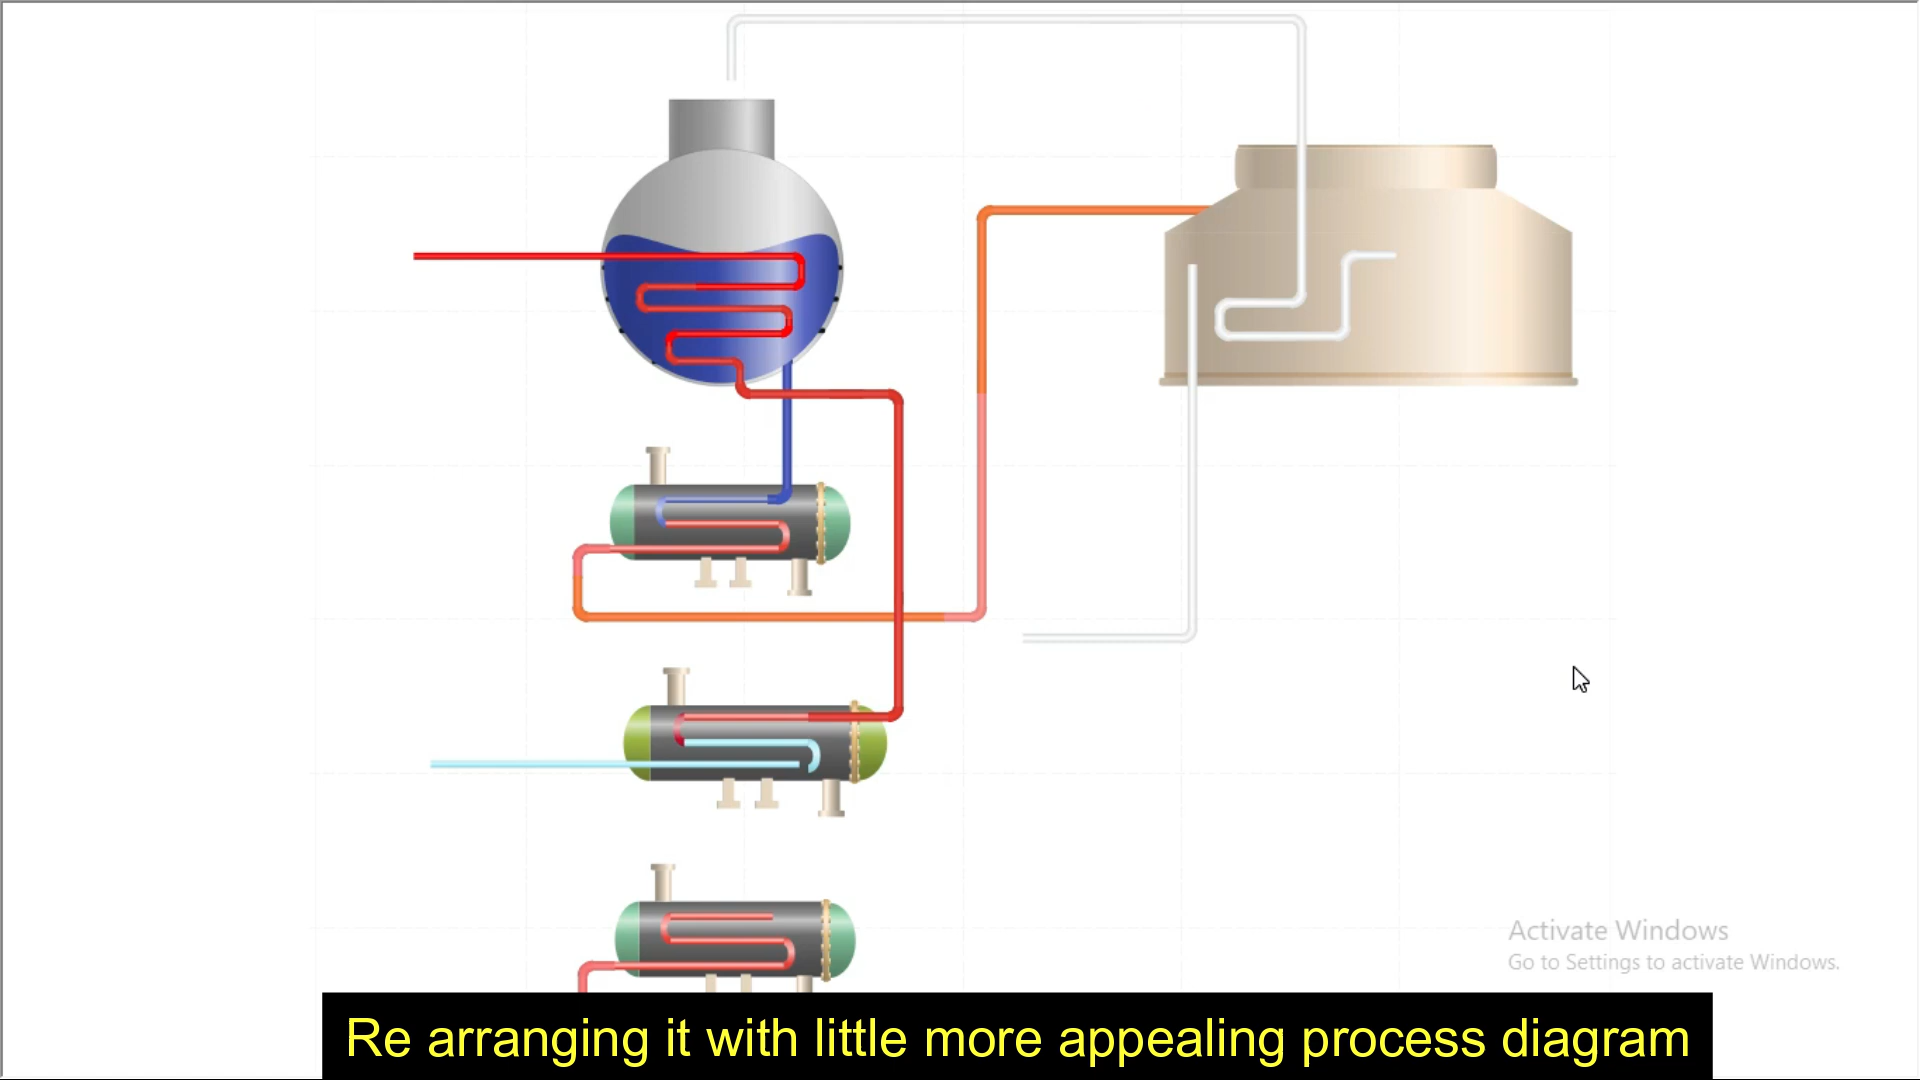 Activate Windows
Go to Settings to activate Windows.
Re arranging it with little more appealing process diagram